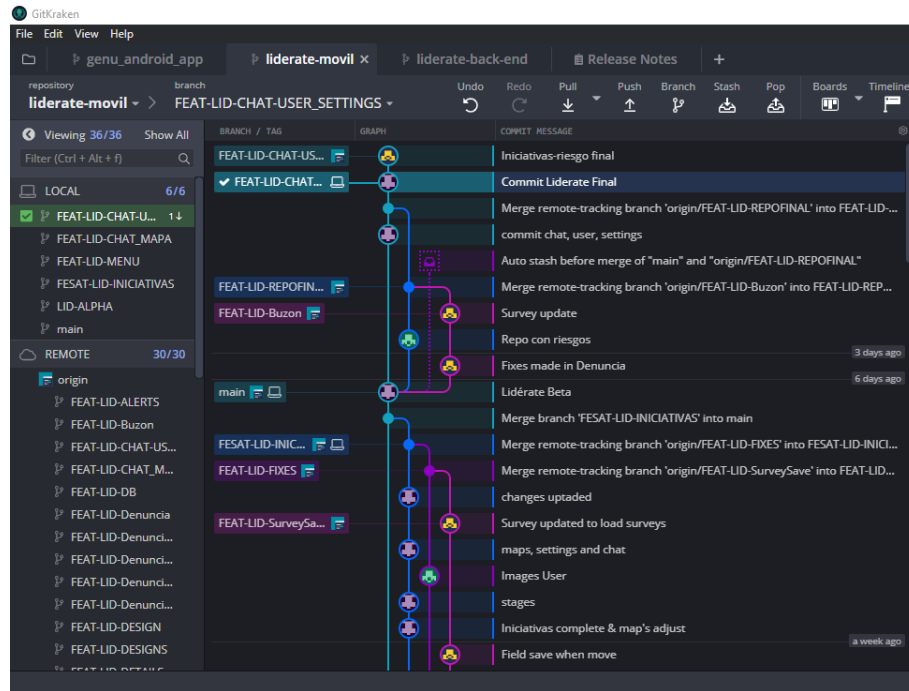 GitKraken
File Edit View Help
genu_android_app
liderate-movil ×
liderate-back-end
Release Notes
+
repository
liderate-movil
branch
FEAT-LID-CHAT-USER_SETTINGS
Undo
Redo
Pull
Push
Branch
Stash
Pop
Boards
Timeline
Viewing 36/36 Show All
Filter (Ctrl + Alt + f)
LOCAL 6/6
FEAT-LID-CHAT-U... 1↓
FEAT-LID-CHAT_MAPA
FEAT-LID-MENU
FESAT-LID-INICIATIVAS
LID-ALPHA
main
REMOTE 30/30
origin
FEAT-LID-ALERTS
FEAT-LID-Buzon
FEAT-LID-CHAT-US...
FEAT-LID-CHAT_M...
FEAT-LID-DB
FEAT-LID-Denuncia
FEAT-LID-Denunci...
FEAT-LID-Denunci...
FEAT-LID-Denunci...
FEAT-LID-Denunci...
FEAT-LID-DESIGN
FEAT-LID-DESIGNS
FEAT-LID-DETAILS
BRANCH / TAG GRAPH COMMIT MESSAGE
FEAT-LID-CHAT-US... Iniciativas-riesgo final
FEAT-LID-CHAT... Commit Liderate Final
Merge remote-tracking branch 'origin/FEAT-LID-REPOFINAL' into FEAT-LID-...
commit chat, user, settings
Auto stash before merge of "main" and "origin/FEAT-LID-REPOFINAL"
FEAT-LID-REPOFIN... Merge remote-tracking branch 'origin/FEAT-LID-Buzon' into FEAT-LID-REP...
FEAT-LID-Buzon Survey update
Repo con riesgos
3 days ago
Fixes made in Denuncia
6 days ago
main Lidérate Beta
Merge branch 'FESAT-LID-INICIATIVAS' into main
FESAT-LID-INIC... Merge remote-tracking branch 'origin/FEAT-LID-FIXES' into FESAT-LID-INICI...
FEAT-LID-FIXES Merge remote-tracking branch 'origin/FEAT-LID-SurveySave' into FEAT-LID...
changes uptaded
FEAT-LID-SurveySa... Survey updated to load surveys
maps, settings and chat
Images User
stages
Iniciativas complete & map's adjust
a week ago
Field save when move